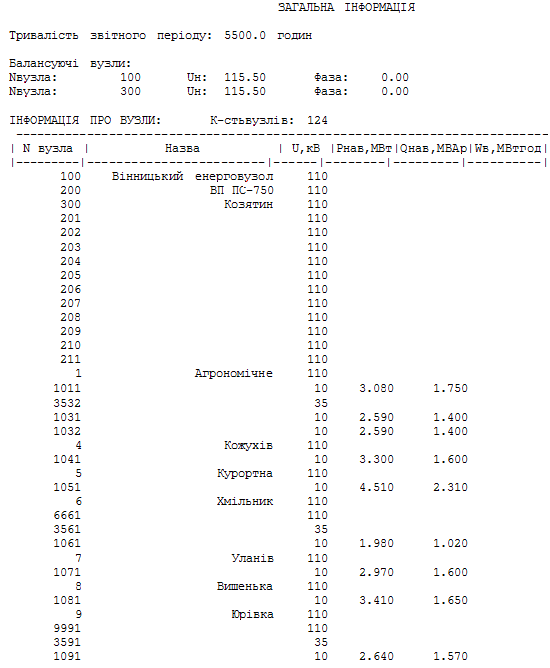 ЗАГАЛЬНА ІНФОРМАЦІЯ
Тривалість звітного періоду: 5500.0 годин
Балансуючі вузли:
Nвузла: 100 Uн: 115.50 Фаза: 0.00
Nвузла: 300 Uн: 115.50 Фаза: 0.00
ІНФОРМАЦІЯ ПРО ВУЗЛИ: К-стьвузлів: 124
| N вузла | Назва | U,кВ |Pнав,МВт|Qнав,МВАр|Wв,МВтгод|
100 Вінницький енерговузол 110
200 ВП ПС-750 110
300 Козятин 110
201 110
202 110
203 110
204 110
205 110
206 110
207 110
208 110
209 110
210 110
211 110
1 Агрономічне 110
1011 10 3.080 1.750
3532 35
1031 10 2.590 1.400
1032 10 2.590 1.400
4 Кожухів 110
1041 10 3.300 1.600
5 Курортна 110
1051 10 4.510 2.310
6 Хмільник 110
6661 110
3561 35
1061 10 1.980 1.020
7 Уланів 110
1071 10 2.970 1.600
8 Вишенька 110
1081 10 3.410 1.650
9 Юрівка 110
9991 110
3591 35
1091 10 2.640 1.570